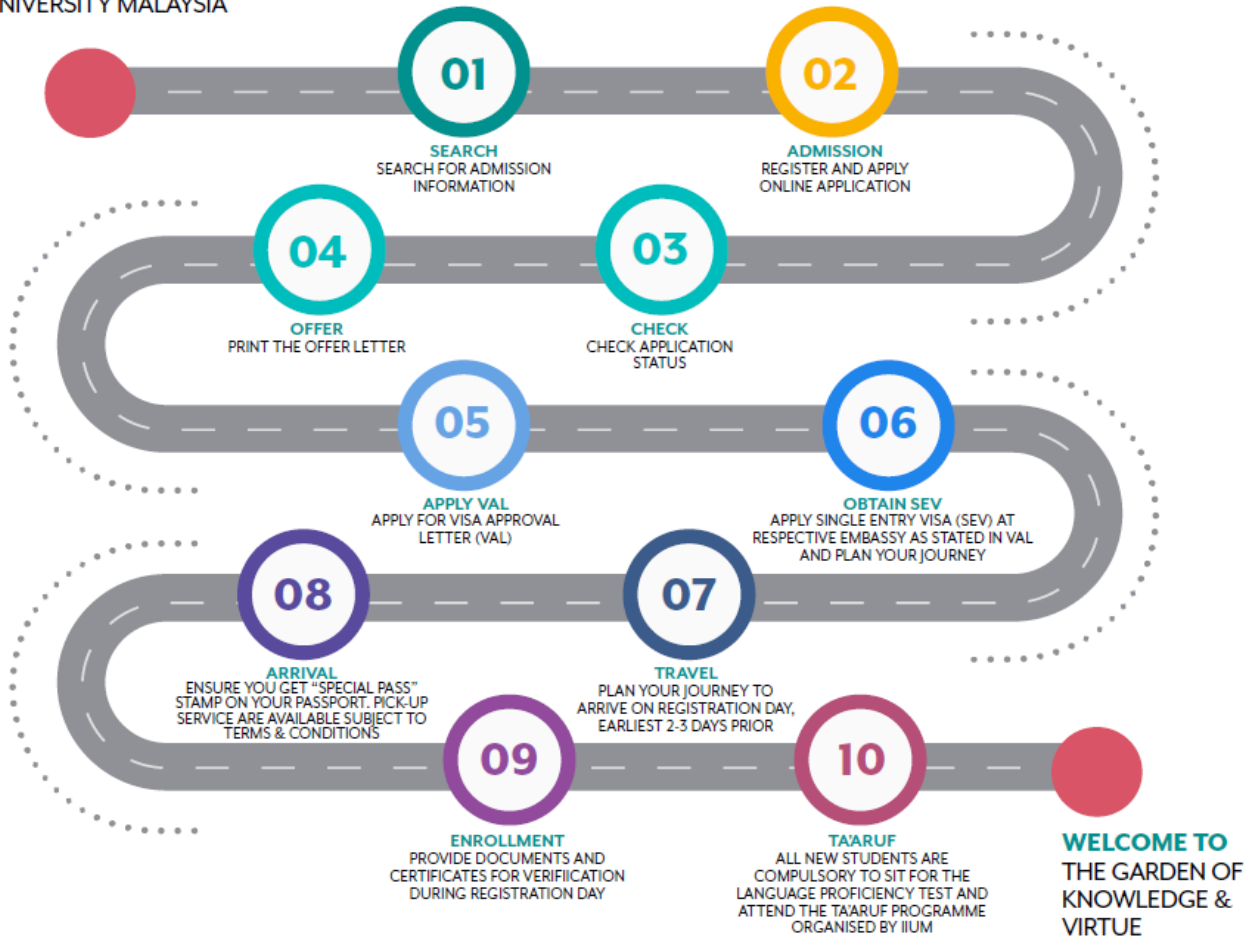 NIVERSITY MALAYSIA
01
SEARCH
SEARCH FOR ADMISSION
INFORMATION
02
ADMISSION
REGISTER AND APPLY
ONLINE APPLICATION
03
CHECK
CHECK APPLICATION
STATUS
04
OFFER
PRINT THE OFFER LETTER
05
APPLY VAL
APPLY FOR VISA APPROVAL
LETTER (VAL)
06
OBTAIN SEV
APPLY SINGLE ENTRY VISA (SEV) AT
RESPECTIVE EMBASSY AS STATED IN VAL
AND PLAN YOUR JOURNEY
07
TRAVEL
PLAN YOUR JOURNEY TO
ARRIVE ON REGISTRATION DAY,
EARLIEST 2-3 DAYS PRIOR
08
ARRIVAL
ENSURE YOU GET “SPECIAL PASS”
STAMP ON YOUR PASSPORT. PICK-UP
SERVICE ARE AVAILABLE SUBJECT TO
TERMS & CONDITIONS
09
ENROLLMENT
PROVIDE DOCUMENTS AND
CERTIFICATES FOR VERIFIICATION
DURING REGISTRATION DAY
10
TA'ARUF
ALL NEW STUDENTS ARE
COMPULSORY TO SIT FOR THE
LANGUAGE PROFICIENCY TEST AND
ATTEND THE TA'ARUF PROGRAMME
ORGANISED BY IIUM
WELCOME TO
THE GARDEN OF
KNOWLEDGE &
VIRTUE